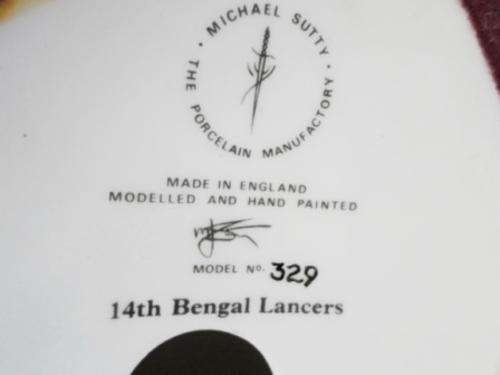 · MICHAEL SUTTY ·
THE PORCELAIN MANUFACTORY
MADE IN ENGLAND
MODELLED AND HAND PAINTED
MODEL Nº. 329
14th Bengal Lancers